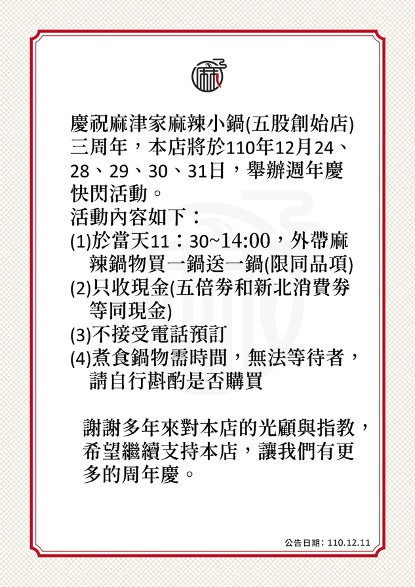 麻
慶祝麻津家麻辣小鍋(五股創始店)
三周年，本店將於110年12月24、
28、29、30、31日，舉辦週年慶
快閃活動。
活動內容如下：
(1)於當天11：30~14:00，外帶麻
辣鍋物買一鍋送一鍋(限同品項)
(2)只收現金(五倍券和新北消費券
等同現金)
(3)不接受電話預訂
(4)煮食鍋物需時間，無法等待者，
請自行斟酌是否購買
謝謝多年來對本店的光顧與指教，
希望繼續支持本店，讓我們有更
多的周年慶。
公告日期：110.12.11